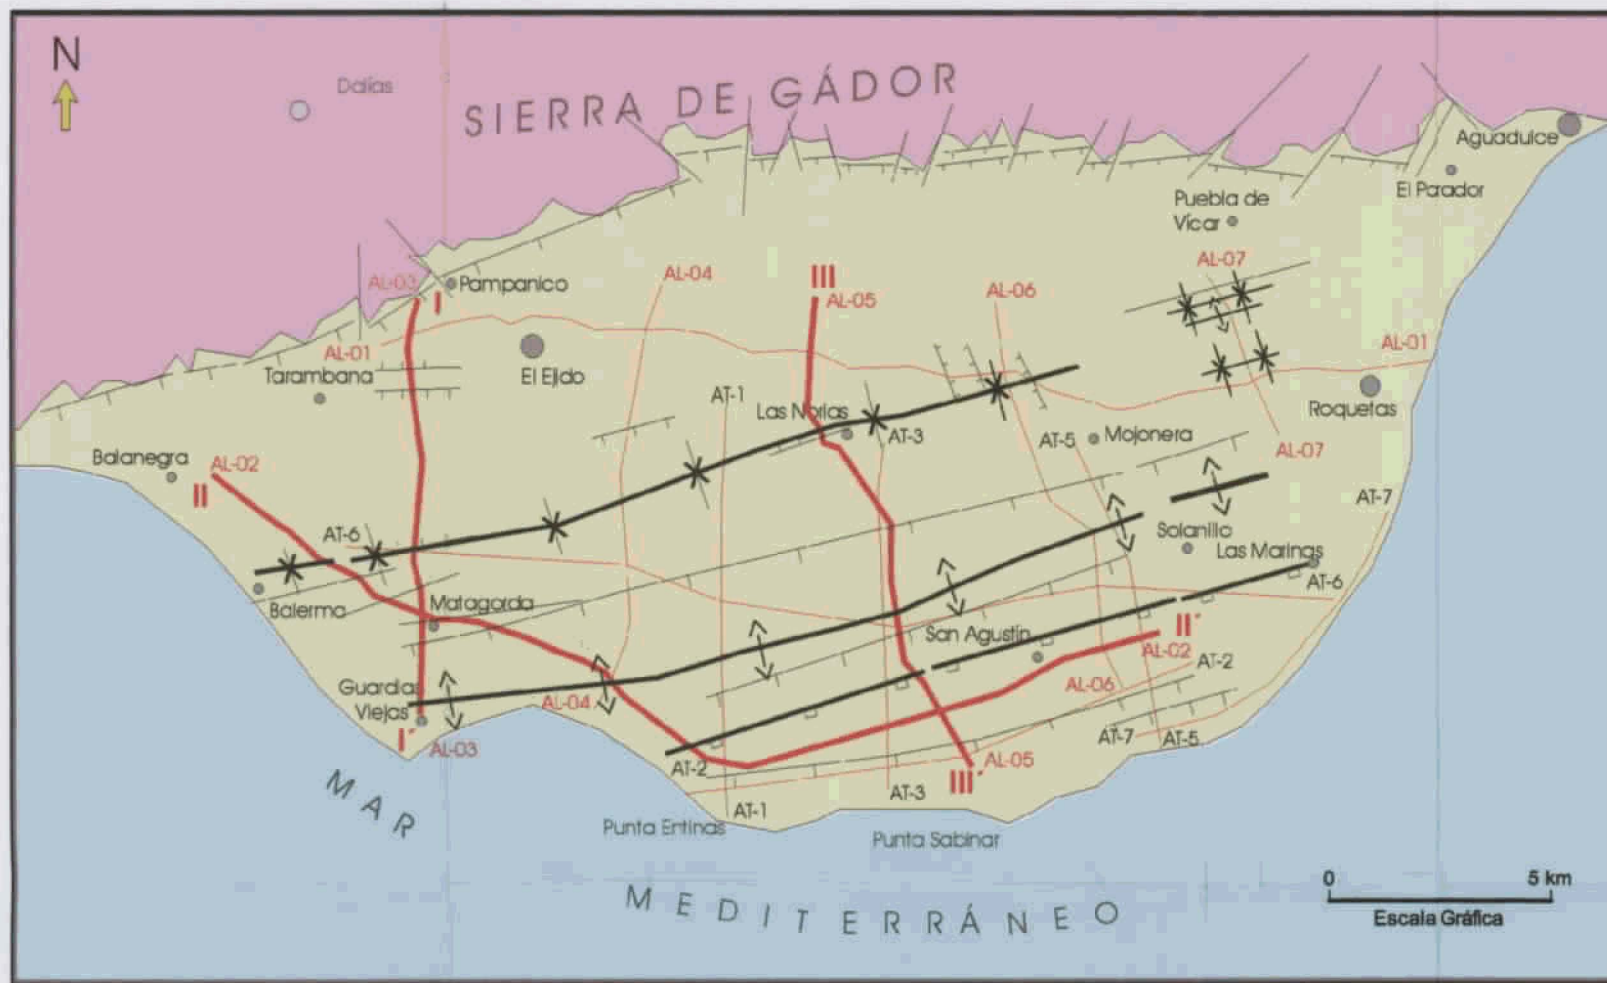 N
Dalías
SIERRA DE GÁDOR
Aguadulce
El Parador
Puebla de
Vícar
AL-07
AL-03
I
Pampanico
AL-04
III
AL-05
AL-06
AL-01
AL-01
Tarambana
El Ejido
AT-1
Las Norias
AT-3
AT-5
Mojonera
Roquetas
AL-07
Balanegra
AL-02
II
AT-6
AT-7
Solanillo
Las Marinas
AT-6
Balerma
Matagorda
San Agustín
II'
AL-02
AT-2
Guardias
Viejas
AL-04
AL-06
I'
AL-03
AT-2
AT-7
AT-5
AL-05
III'
AT-3
AT-1
Punta Entinas
Punta Sabinar
MAR
MEDITERRÁNEO
0 5 km
Escala Gráfica